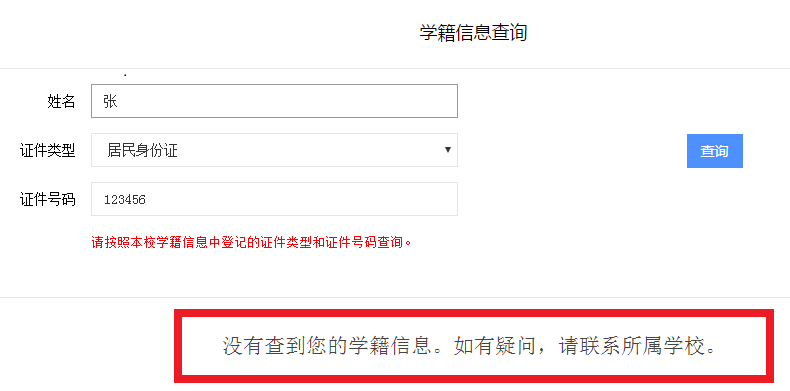 学籍信息查询
姓名
张
证件类型
居民身份证
查询
证件号码
123456
请按照本校学籍信息中登记的证件类型和证件号码查询。
没有查到您的学籍信息。如有疑问，请联系所属学校。